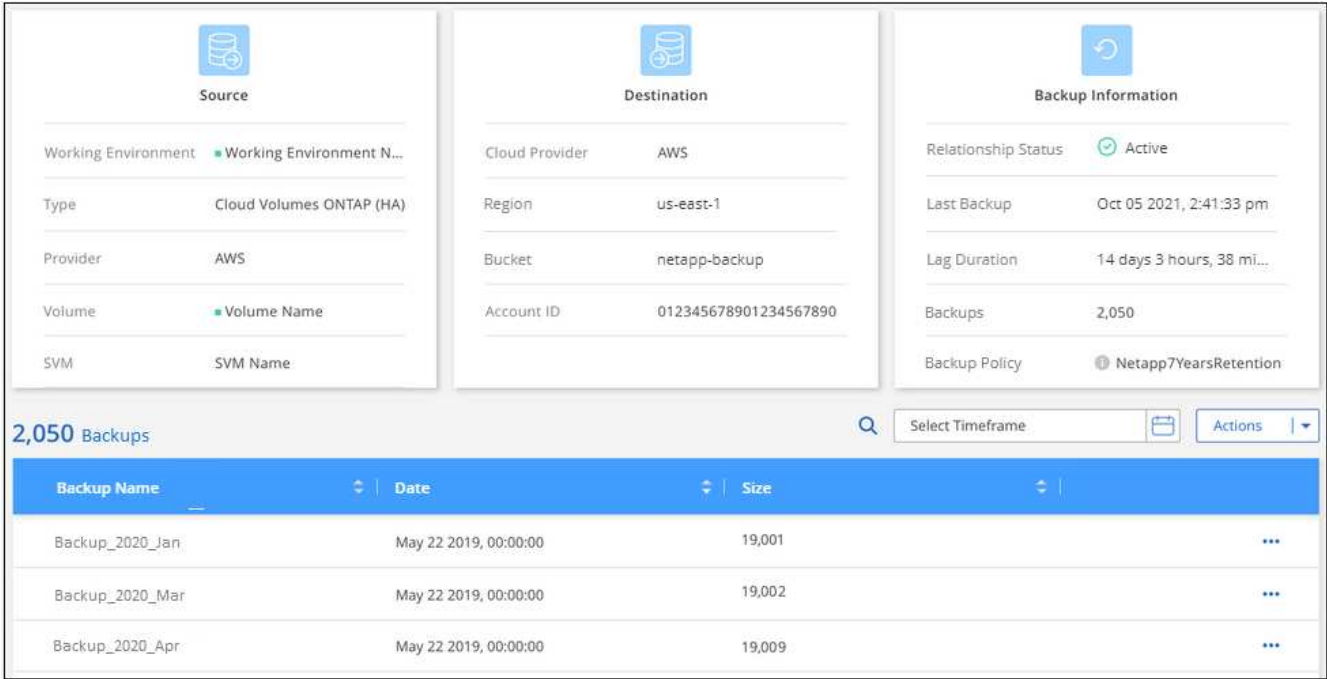 Source
Working Environment Working Environment N...
Type Cloud Volumes ONTAP (HA)
Provider AWS
Volume Volume Name
SVM SVM Name
Destination
Cloud Provider AWS
Region us-east-1
Bucket netapp-backup
Account ID 012345678901234567890
Backup Information
Relationship Status Active
Last Backup Oct 05 2021, 2:41:33 pm
Lag Duration 14 days 3 hours, 38 mi...
Backups 2,050
Backup Policy Netapp7YearsRetention
2,050 Backups
Select Timeframe
Actions
Backup Name Date Size
Backup_2020_Jan May 22 2019, 00:00:00 19,001 •••
Backup_2020_Mar May 22 2019, 00:00:00 19,002 •••
Backup_2020_Apr May 22 2019, 00:00:00 19,009 •••